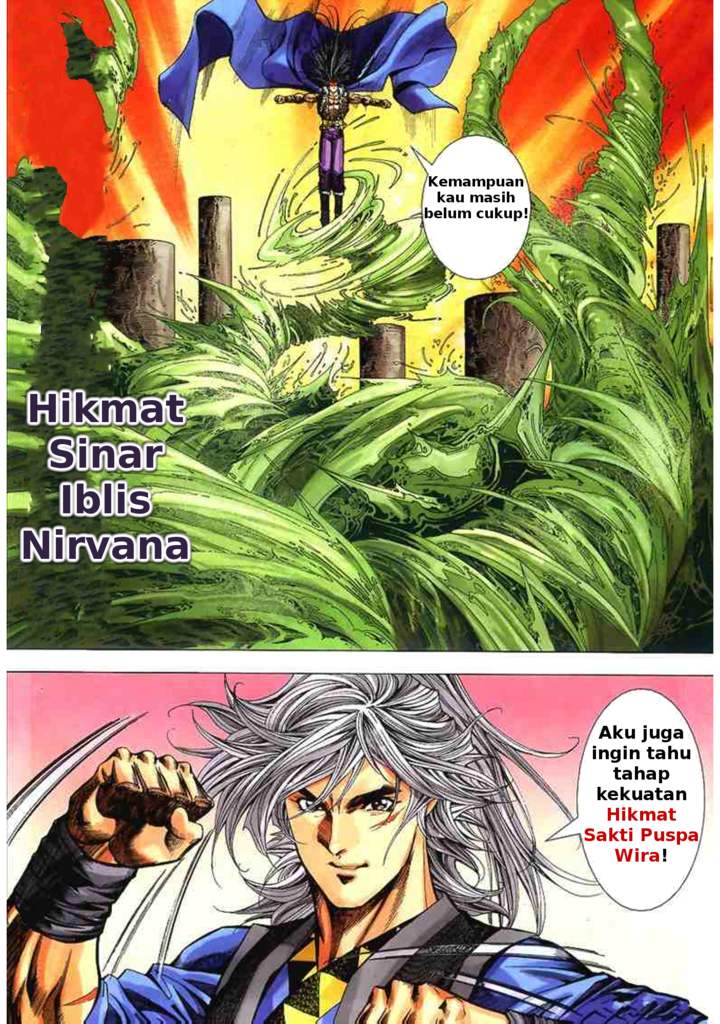 Kemampuan
kau masih
belum cukup!
Hikmat
Sinar
Iblis
Nirvana
Aku juga
ingin tahu
tahap
kekuatan
Hikmat
Sakti Puspa
Wira!